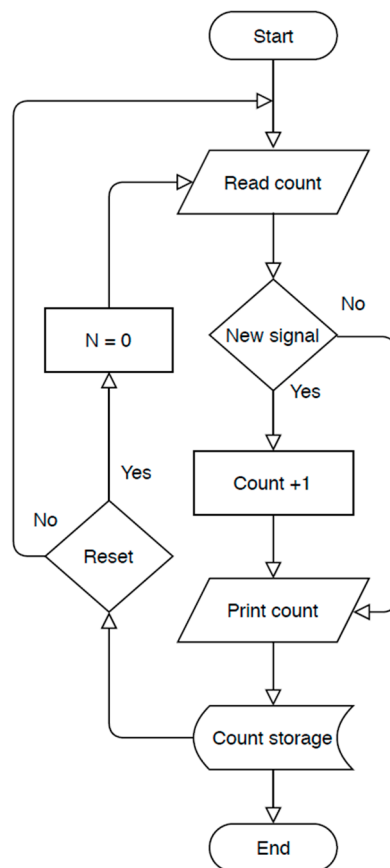 Start
Read count
No
N = 0
New signal
Yes
Count +1
Yes
No
Reset
Print count
Count storage
End